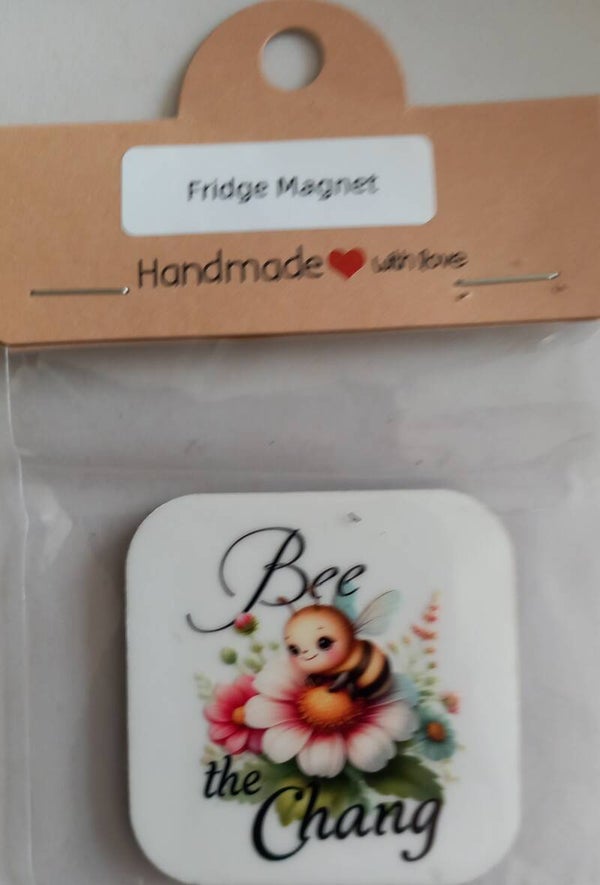 Fridge Magnet
Handmade with love
Bee
the
Chang